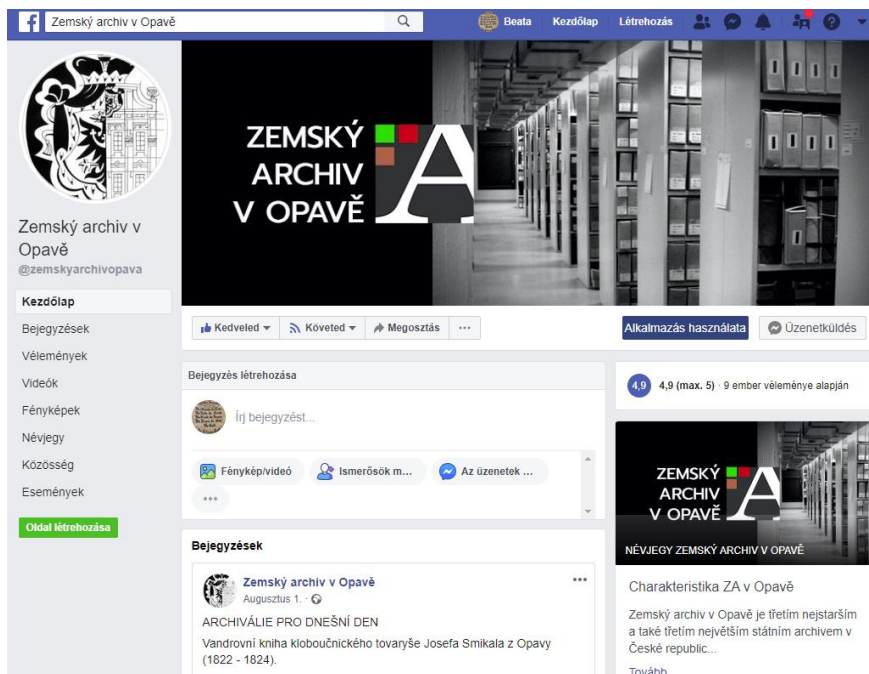 Zemský archiv v Opavě
Beata Kezdőlap Létrehozás
ZEMSKÝ
ARCHIV
V OPAVĚ
A
Zemský archiv v
Opavě
@zemskyarchivopava
Kezdőlap
Bejegyzések
Vélemények
Videók
Fényképek
Névjegy
Közösség
Események
Oldal létrehozása
Kedveled Követed Megosztás ...
Alkalmazás használata Üzenetküldés
Bejegyzés létrehozása
Írj bejegyzést...
Fénykép/videó Ismerősök m... Az üzenetek ...
...
Bejegyzések
Zemský archiv v Opavě
Augusztus 1. ·
ARCHIVÁLIE PRO DNEŠNÍ DEN
Vandrovní kniha kloboučnického tovaryše Josefa Smikala z Opavy
(1822 - 1824).
4,9 4,9 (max. 5) · 9 ember véleménye alapján
ZEMSKÝ
ARCHIV
V OPAVĚ
A
NÉVJEGY ZEMSKÝ ARCHIV V OPAVĚ
Charakteristika ZA v Opavě
Zemský archiv v Opavě je třetím nejstarším
a také třetím největším státním archivem v
České republic...
Tovább